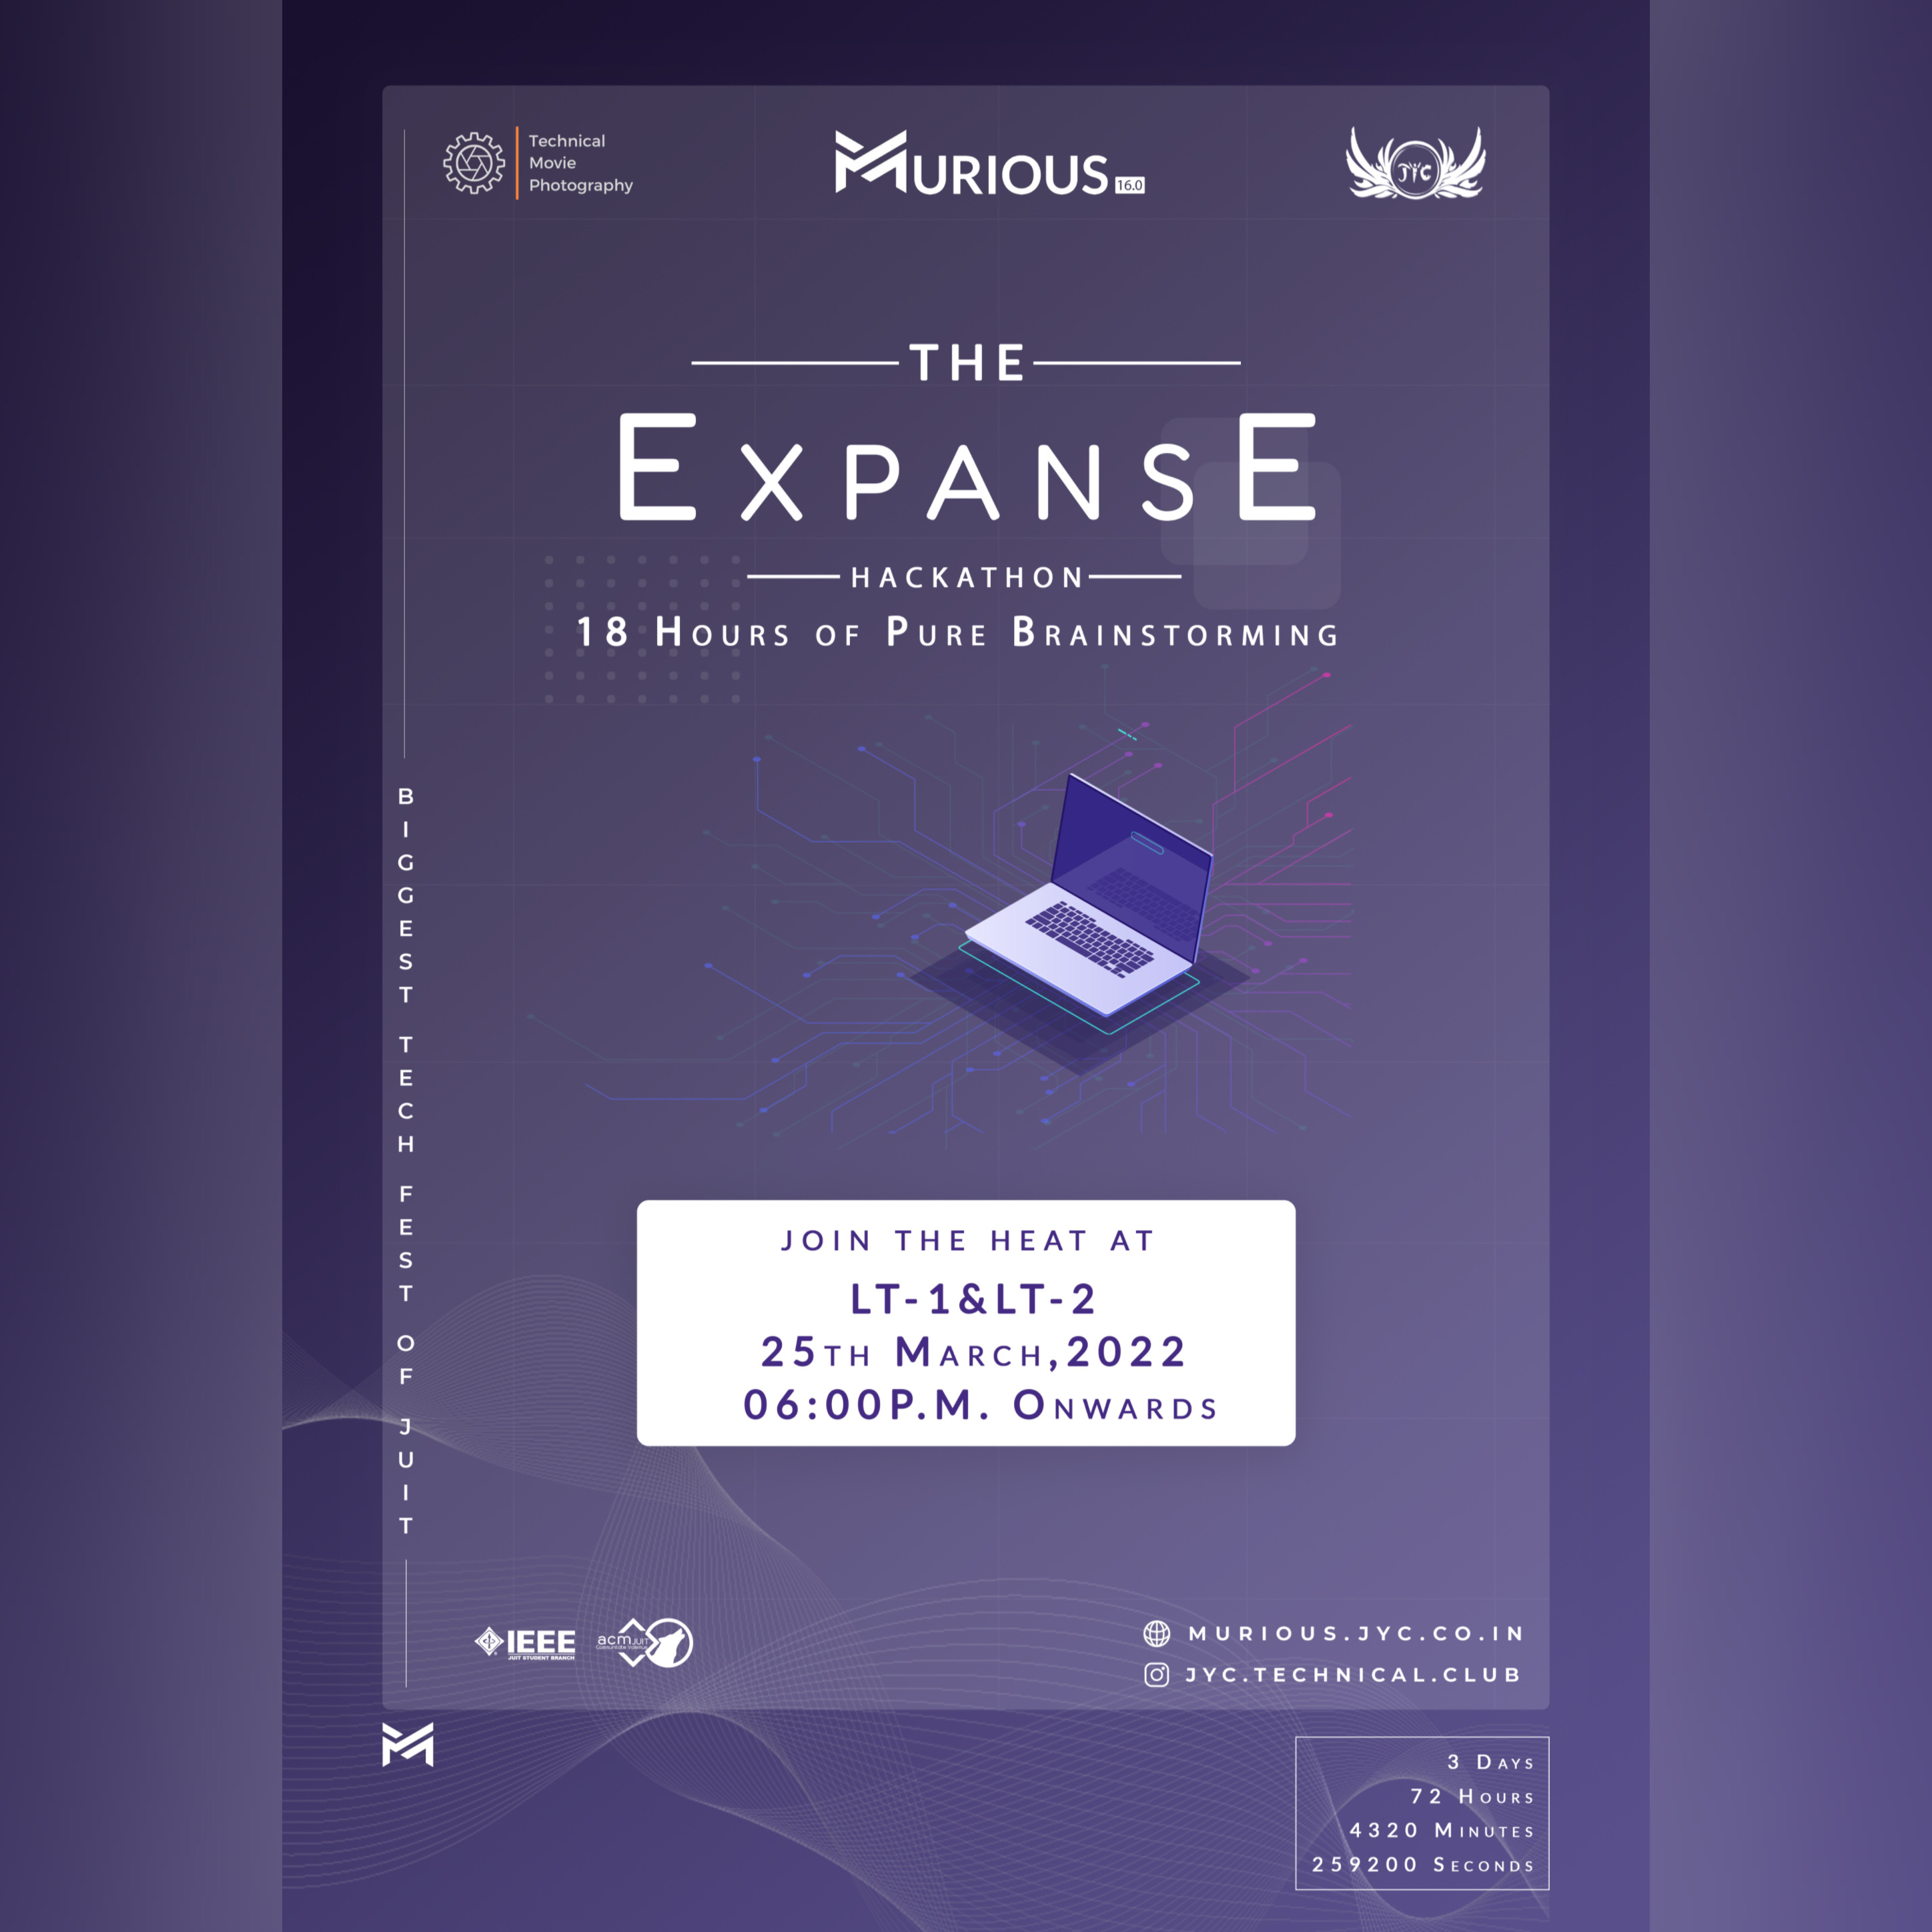 Technical
Movie
Photography
MURIOUS 16.0
JYC
THE
EXPANSE
HACKATHON
18 HOURS OF PURE BRAINSTORMING
BIGGEST TECH FEST OF JUIT
JOIN THE HEAT AT
LT-1&LT-2
25TH MARCH,2022
06:00P.M. ONWARDS
IEEE
JUIT STUDENT BRANCH
acm JUIT
MURIOUS.JYC.CO.IN
JYC.TECHNICAL.CLUB
3 DAYS
72 HOURS
4320 MINUTES
259200 SECONDS